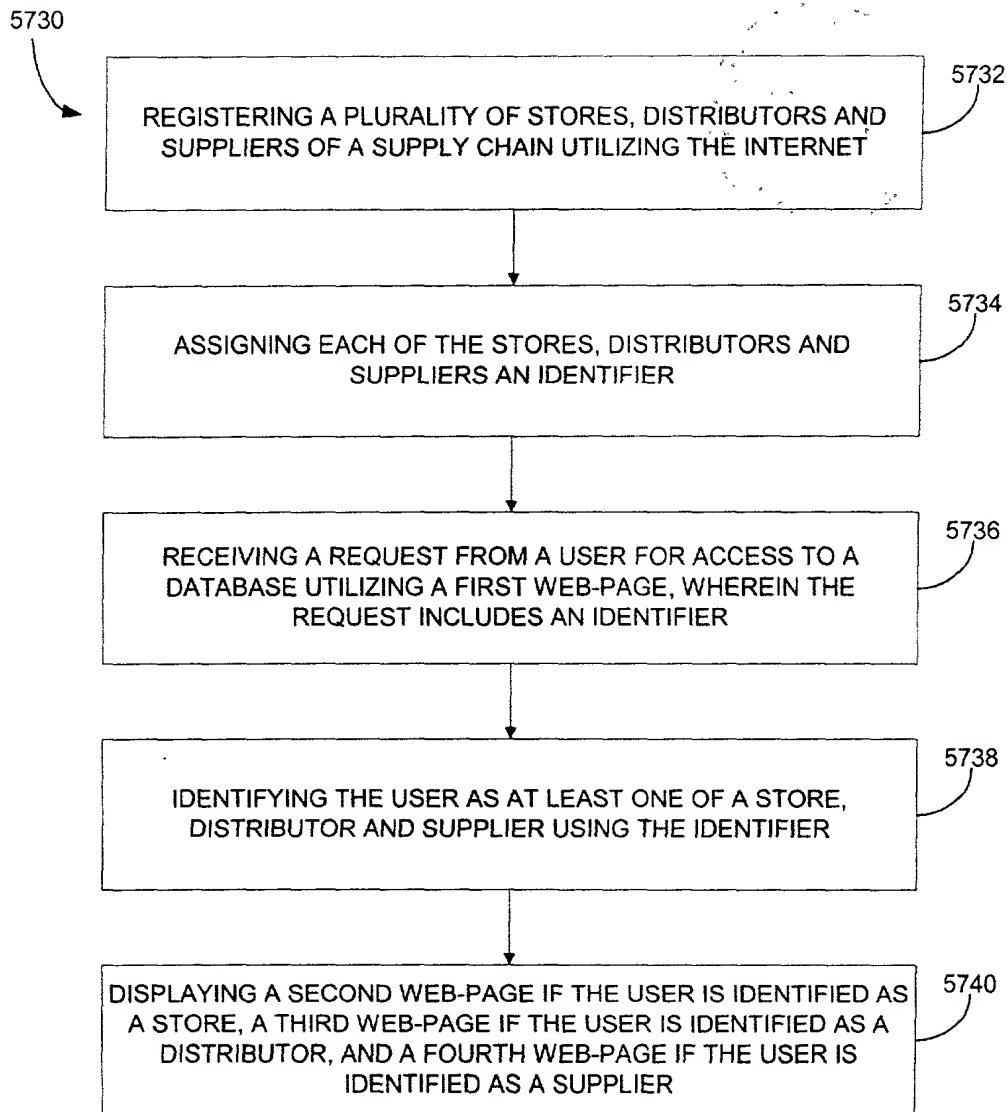 5730
5732
REGISTERING A PLURALITY OF STORES, DISTRIBUTORS AND
SUPPLIERS OF A SUPPLY CHAIN UTILIZING THE INTERNET
5734
ASSIGNING EACH OF THE STORES, DISTRIBUTORS AND
SUPPLIERS AN IDENTIFIER
5736
RECEIVING A REQUEST FROM A USER FOR ACCESS TO A
DATABASE UTILIZING A FIRST WEB-PAGE, WHEREIN THE
REQUEST INCLUDES AN IDENTIFIER
5738
IDENTIFYING THE USER AS AT LEAST ONE OF A STORE,
DISTRIBUTOR AND SUPPLIER USING THE IDENTIFIER
5740
DISPLAYING A SECOND WEB-PAGE IF THE USER IS IDENTIFIED AS
A STORE, A THIRD WEB-PAGE IF THE USER IS IDENTIFIED AS A
DISTRIBUTOR, AND A FOURTH WEB-PAGE IF THE USER IS
IDENTIFIED AS A SUPPLIER